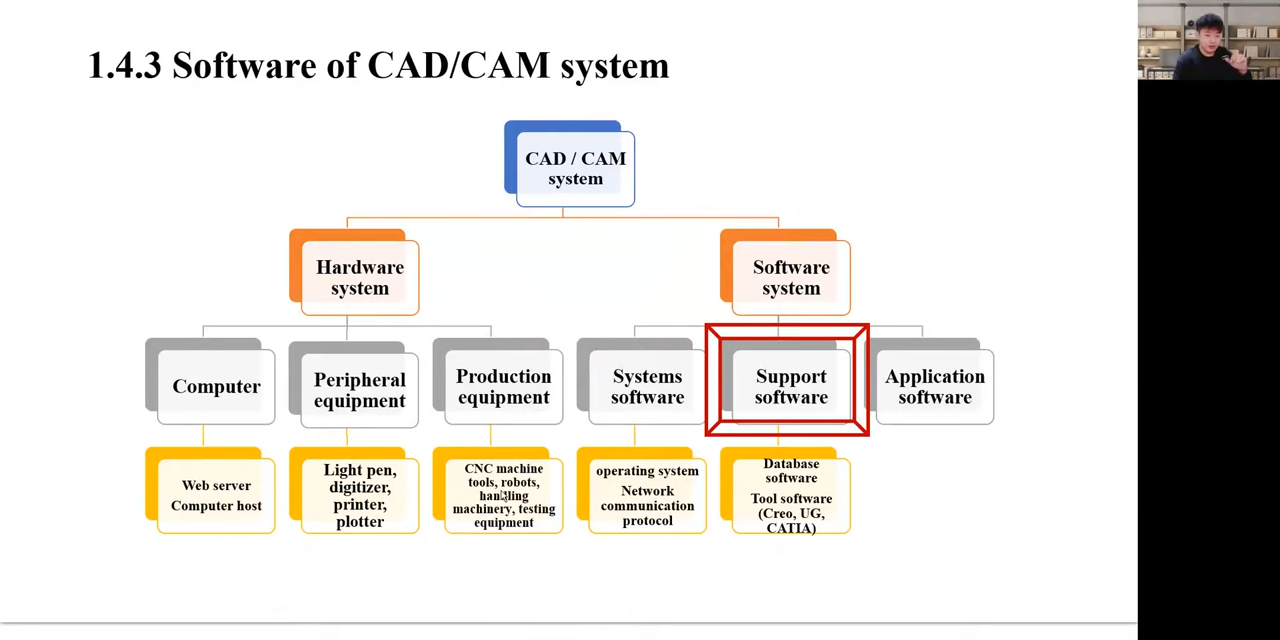 1.4.3 Software of CAD/CAM system
CAD / CAM
system
Hardware
system
Software
system
Computer
Peripheral
equipment
Production
equipment
Systems
software
Support
software
Application
software
Web server
Computer host
Light pen,
digitizer,
printer,
plotter
CNC machine
tools, robots,
handling
machinery, testing
equipment
operating system
Network
communication
protocol
Database
software
Tool software
(Creo, UG,
CATIA)